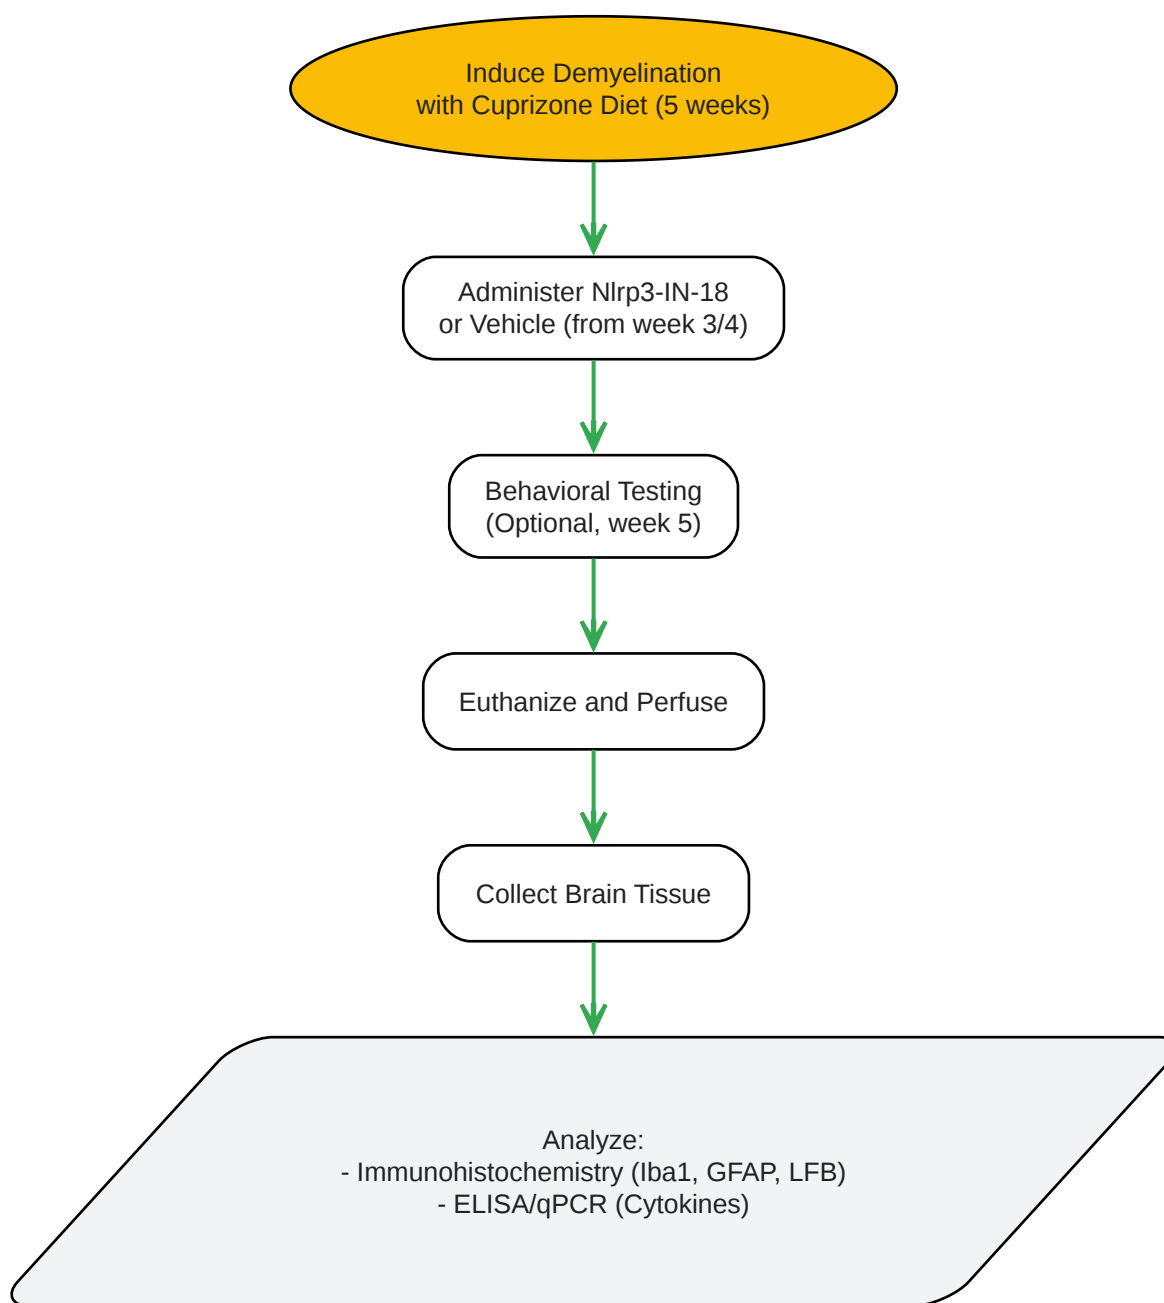 Induce Demyelination
with Cuprizone Diet (5 weeks)
Administer Nlrp3-IN-18
or Vehicle (from week 3/4)
Behavioral Testing
(Optional, week 5)
Euthanize and Perfuse
Collect Brain Tissue
Analyze:
- Immunohistochemistry (Iba1, GFAP, LFB)
- ELISA/qPCR (Cytokines)